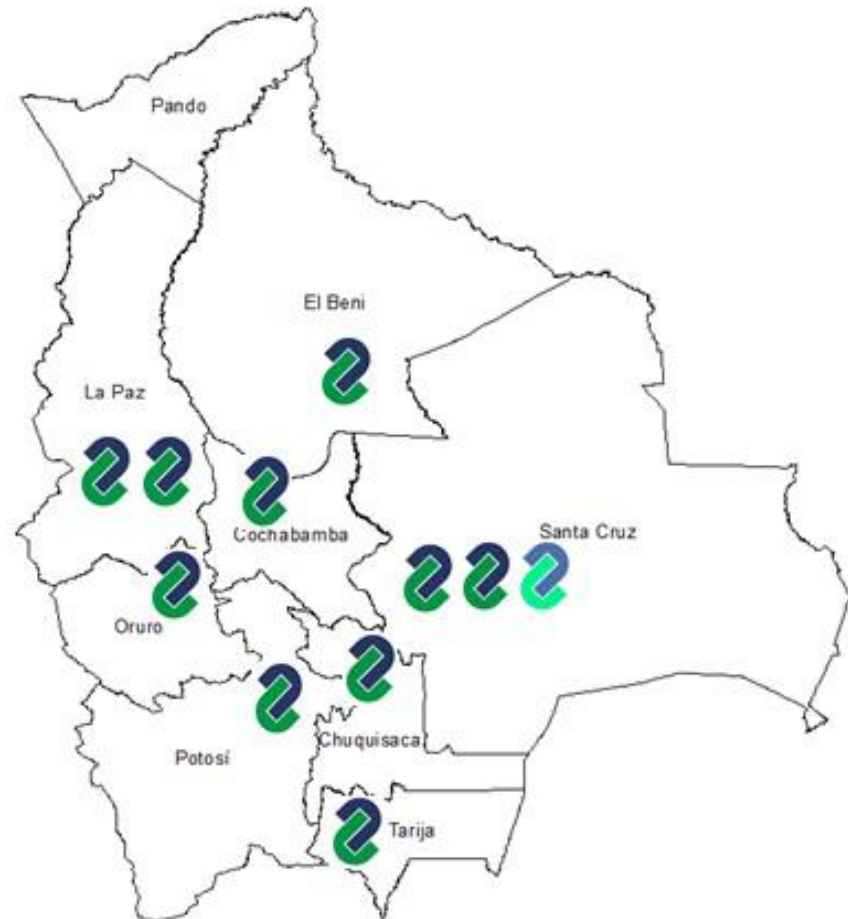 Pando
El Beni
La Paz
Cochabamba
Santa Cruz
Oruro
Chuquisaca
Potosí
Tarija